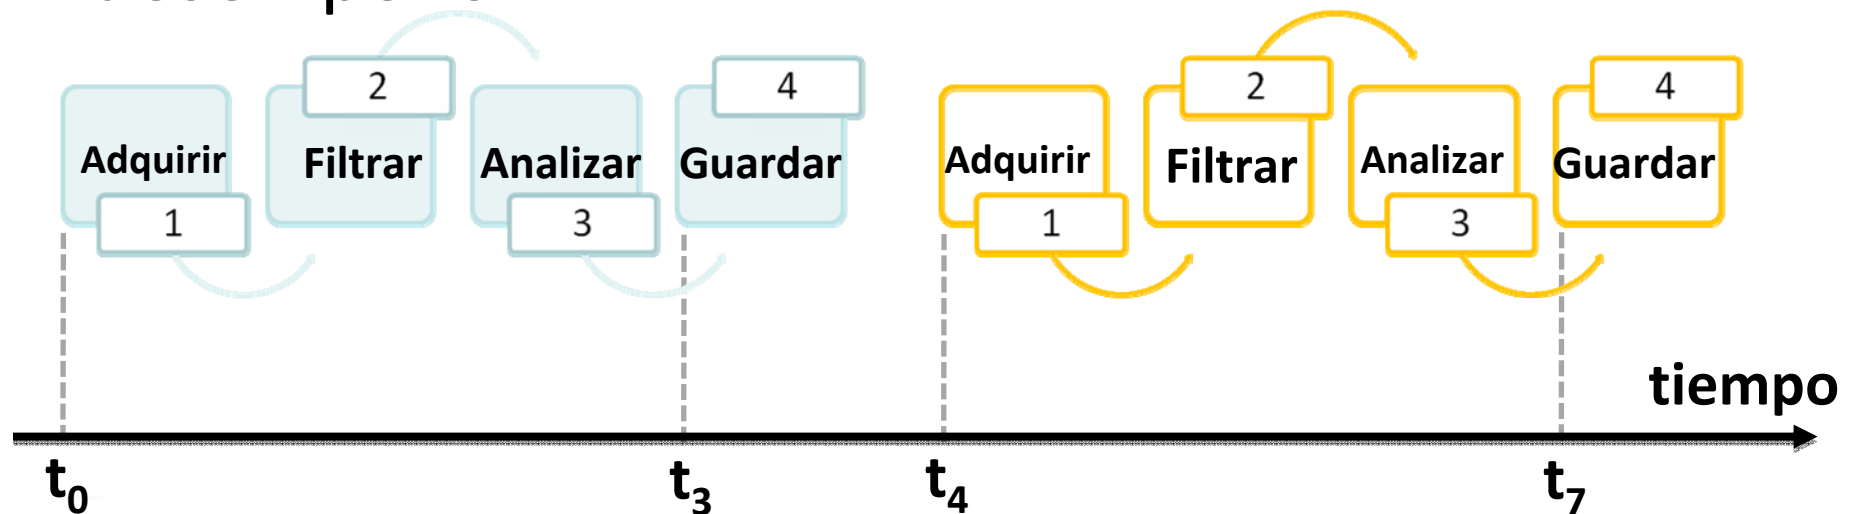 2
4
2
4
Adquirir
Filtrar
Analizar
Guardar
Adquirir
Filtrar
Analizar
Guardar
1
3
1
3
tiempo
t0
t3
t4
t7